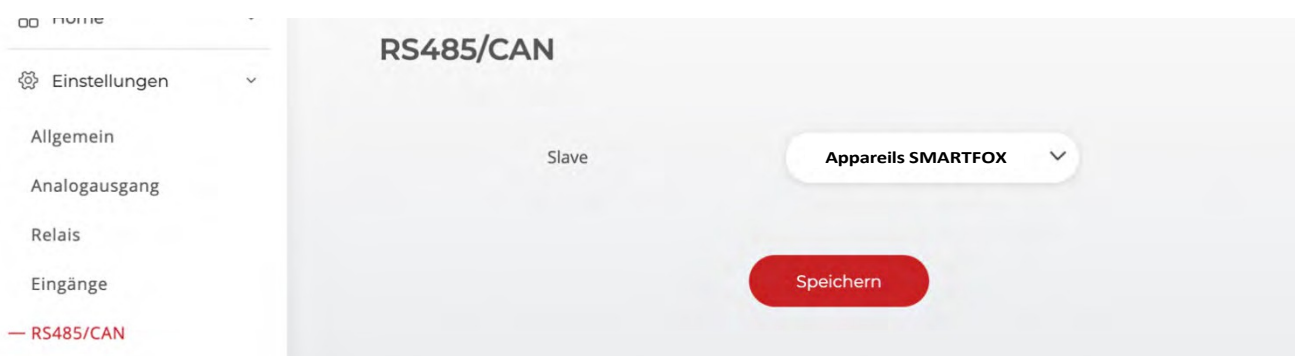 Home
Einstellungen
Allgemein
Analogausgang
Relais
Eingänge
— RS485/CAN
RS485/CAN
Slave
Appareils SMARTFOX
Speichern